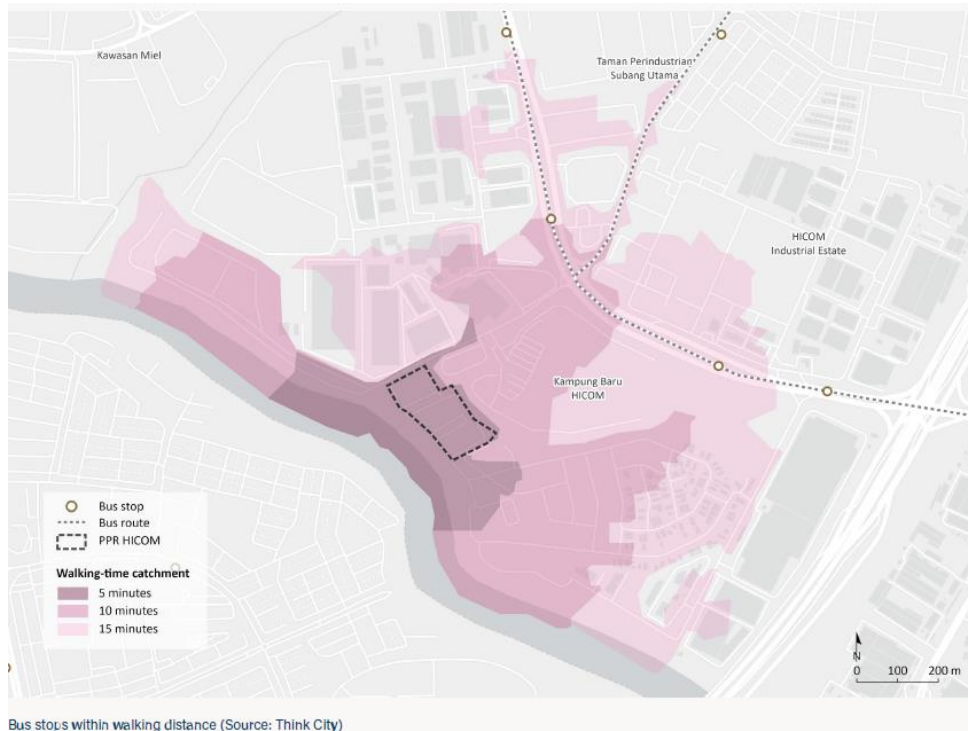 Kawasan Miel
Taman Perindustrian
Subang Utama
HICOM
Industrial Estate
Kampung Baru
HICOM
Bus stop
Bus route
PPR HICOM
Walking-time catchment
5 minutes
10 minutes
15 minutes
N
0 100 200 m
Bus stops within walking distance (Source: Think City)